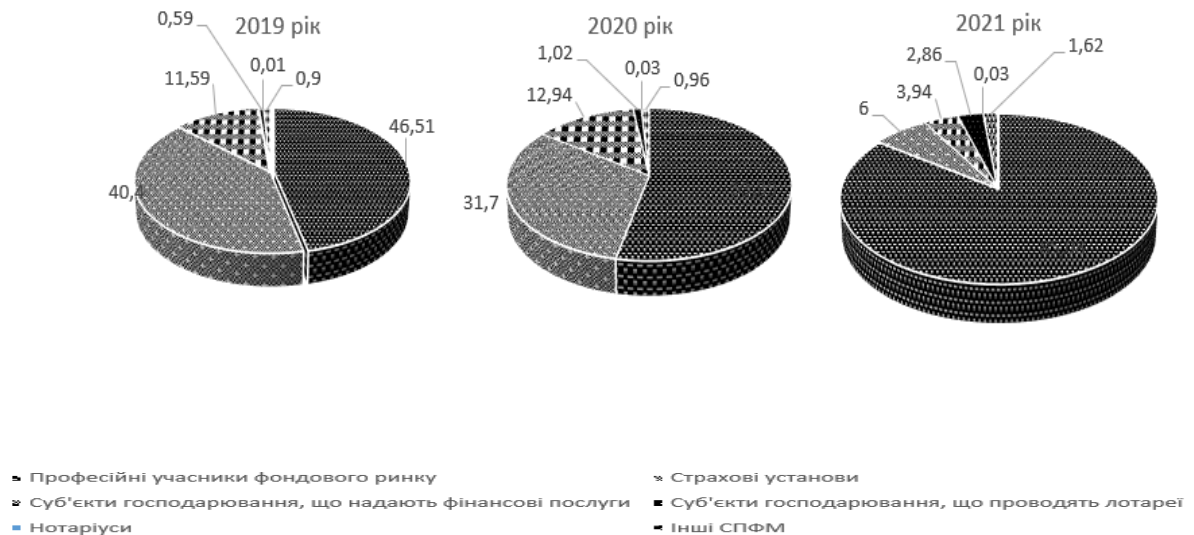 2019 рік
0,59
0,01
0,9
11,59
46,51
40,4
2020 рік
1,02
0,03
0,96
12,94
31,7
2021 рік
2,86
1,62
0,03
3,94
6
Професійні учасники фондового ринку
Страхові установи
Суб'єкти господарювання, що надають фінансові послуги
Суб'єкти господарювання, що проводять лотареї
Нотаріуси
Інші СПФМ